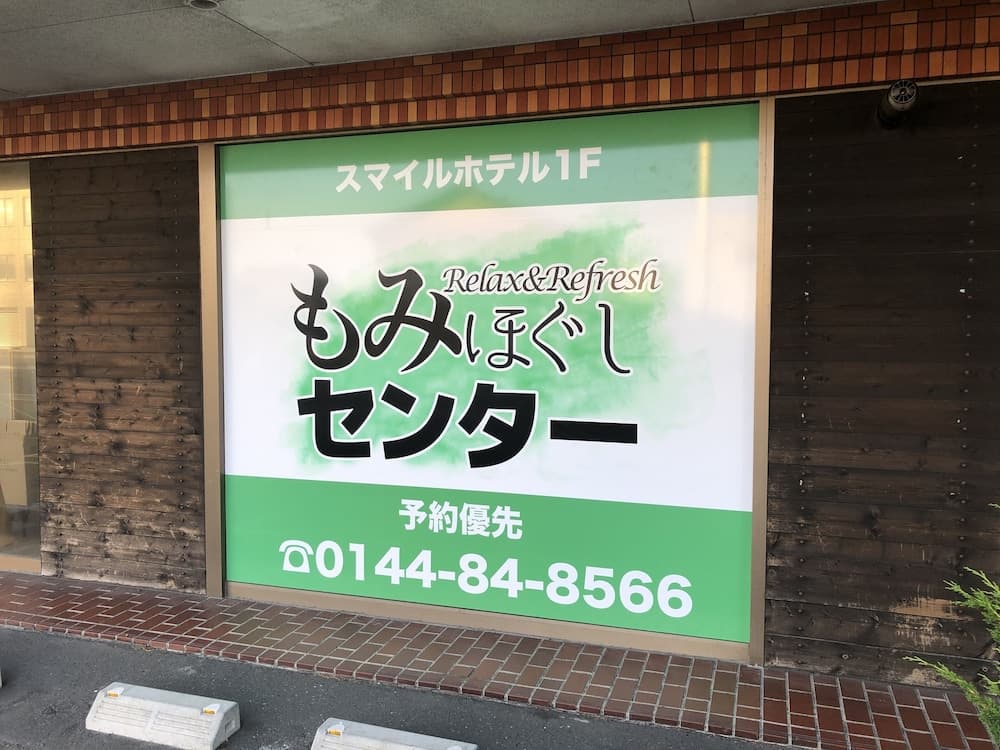 スマイルホテル1F
Relax&Refresh
もみほぐし
センター
予約優先
☎0144-84-8566